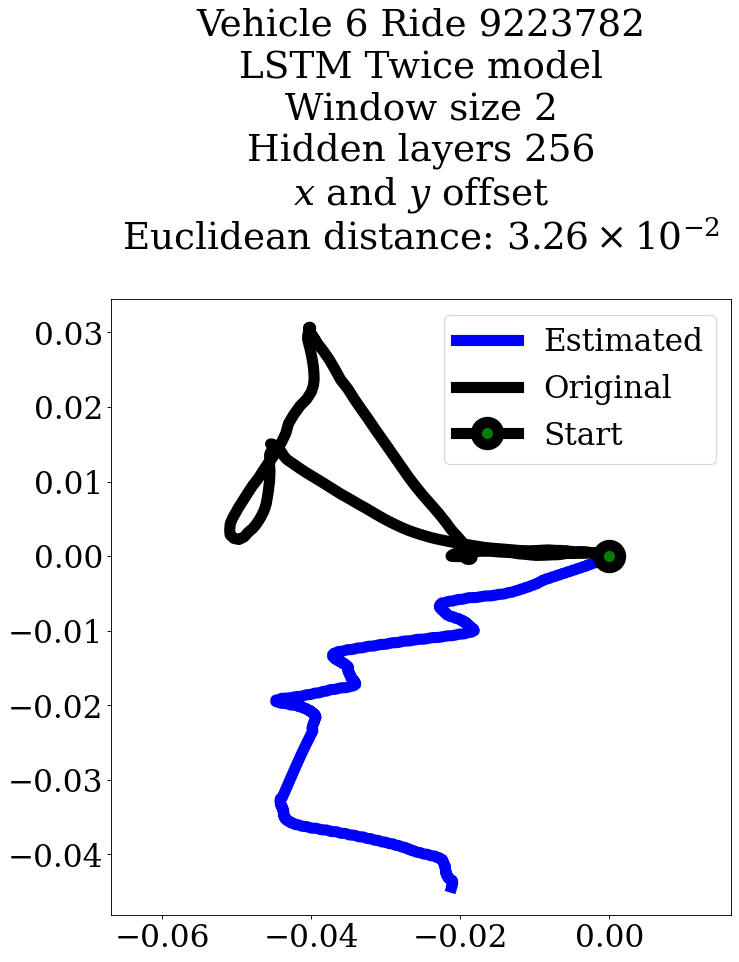 Vehicle 6 Ride 9223782
LSTM Twice model
Window size 2
Hidden layers 256
x and y offset
Euclidean distance: 3.26 × 10⁻²
Estimated
Original
Start
0.03
0.02
0.01
0.00
−0.01
−0.02
−0.03
−0.04
−0.06 −0.04 −0.02 0.00